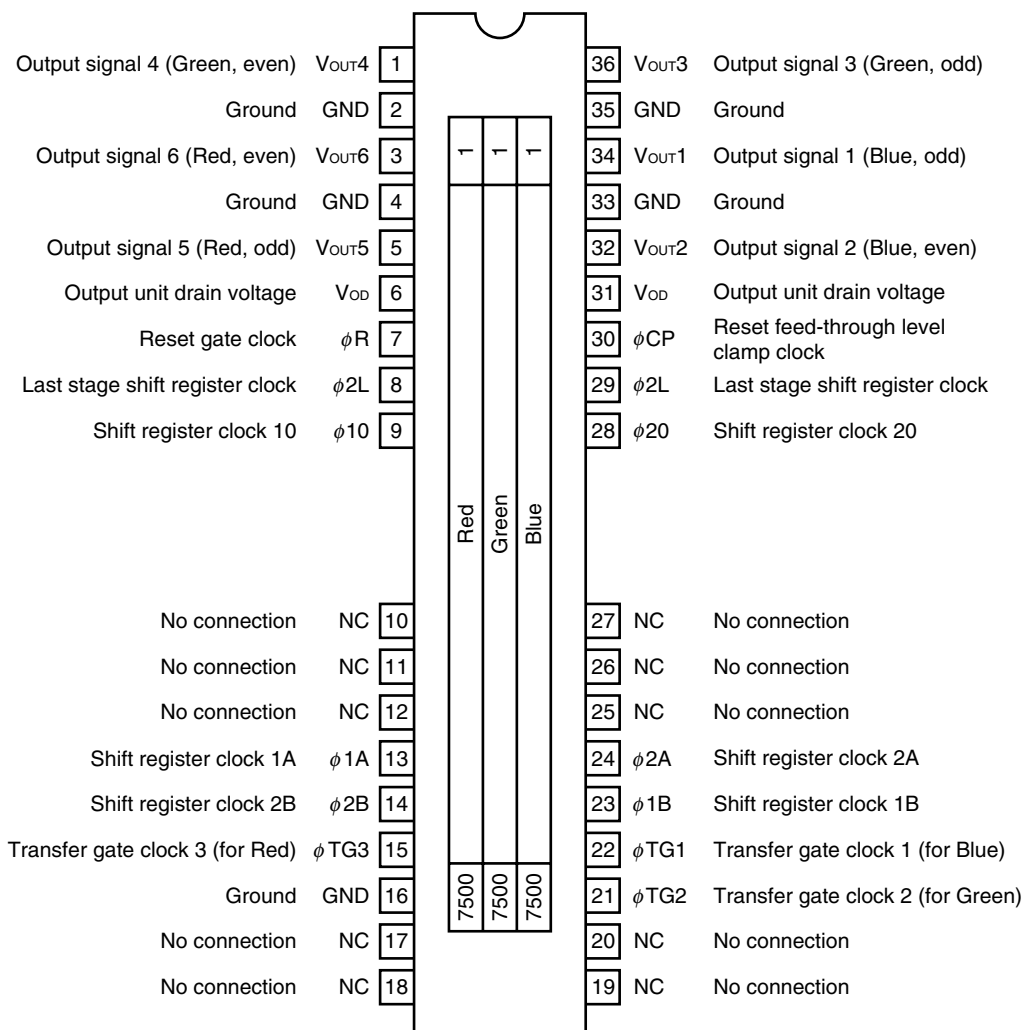 Output signal 4 (Green, even) VOUT4 1
36 VOUT3 Output signal 3 (Green, odd)
Ground GND 2
35 GND Ground
Output signal 6 (Red, even) VOUT6 3
34 VOUT1 Output signal 1 (Blue, odd)
Ground GND 4
33 GND Ground
Output signal 5 (Red, odd) VOUT5 5
32 VOUT2 Output signal 2 (Blue, even)
Output unit drain voltage VOD 6
31 VOD Output unit drain voltage
Reset gate clock ϕR 7
30 ϕCP Reset feed-through level
clamp clock
Last stage shift register clock ϕ2L 8
29 ϕ2L Last stage shift register clock
Shift register clock 10 ϕ10 9
28 ϕ20 Shift register clock 20
1 1 1
Red
Green
Blue
No connection NC 10
27 NC No connection
No connection NC 11
26 NC No connection
No connection NC 12
25 NC No connection
Shift register clock 1A ϕ1A 13
24 ϕ2A Shift register clock 2A
Shift register clock 2B ϕ2B 14
23 ϕ1B Shift register clock 1B
Transfer gate clock 3 (for Red) ϕTG3 15
22 ϕTG1 Transfer gate clock 1 (for Blue)
Ground GND 16
21 ϕTG2 Transfer gate clock 2 (for Green)
7500 7500 7500
No connection NC 17
20 NC No connection
No connection NC 18
19 NC No connection